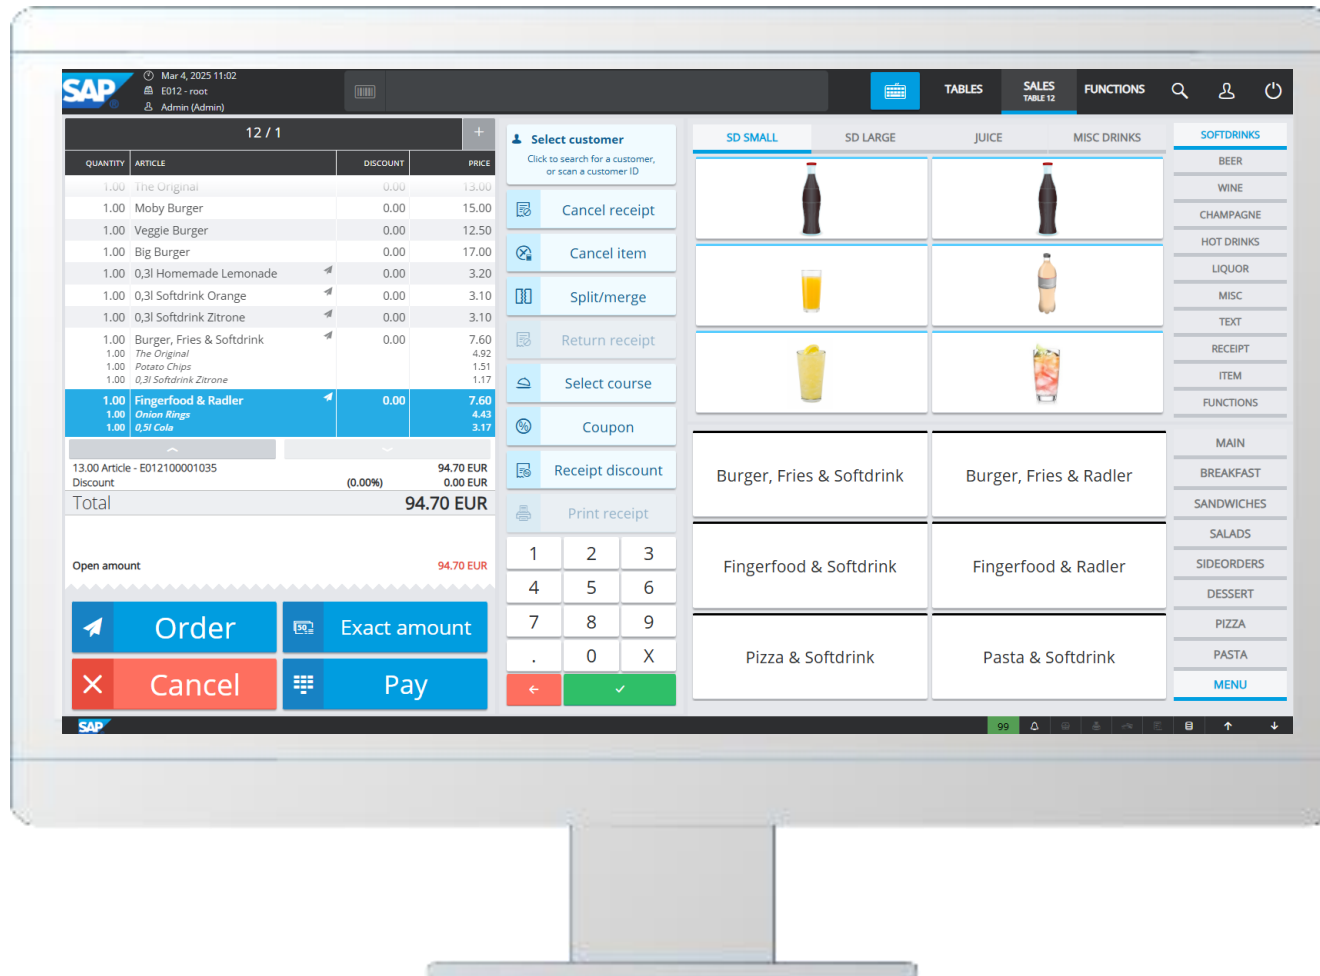 SAP
Mar 4, 2025 11:02
E012 - root
Admin (Admin)
TABLES
SALES
TABLE 12
FUNCTIONS
12 / 1
+
QUANTITY ARTICLE DISCOUNT PRICE
1.00 The Original 0.00 13.00
1.00 Moby Burger 0.00 15.00
1.00 Veggie Burger 0.00 12.50
1.00 Big Burger 0.00 17.00
1.00 0,3l Homemade Lemonade 0.00 3.20
1.00 0,3l Softdrink Orange 0.00 3.10
1.00 0,3l Softdrink Zitrone 0.00 3.10
1.00 Burger, Fries & Softdrink 0.00 7.60
1.00 The Original 4.92
1.00 Potato Chips 1.51
1.00 0,3l Softdrink Zitrone 1.17
1.00 Fingerfood & Radler 0.00 7.60
1.00 Onion Rings 4.43
1.00 0,5l Cola 3.17
13.00 Article - E012100001035 94.70 EUR
Discount (0.00%) 0.00 EUR
Total 94.70 EUR
Open amount 94.70 EUR
Order
Exact amount
Cancel
Pay
Select customer
Click to search for a customer,
or scan a customer ID
Cancel receipt
Cancel item
Split/merge
Return receipt
Select course
Coupon
Receipt discount
Print receipt
1 2 3
4 5 6
7 8 9
. 0 X
SD SMALL SD LARGE JUICE MISC DRINKS
Burger, Fries & Softdrink
Burger, Fries & Radler
Fingerfood & Softdrink
Fingerfood & Radler
Pizza & Softdrink
Pasta & Softdrink
SOFTDRINKS
BEER
WINE
CHAMPAGNE
HOT DRINKS
LIQUOR
MISC
TEXT
RECEIPT
ITEM
FUNCTIONS
MAIN
BREAKFAST
SANDWICHES
SALADS
SIDEORDERS
DESSERT
PIZZA
PASTA
MENU
SAP
99